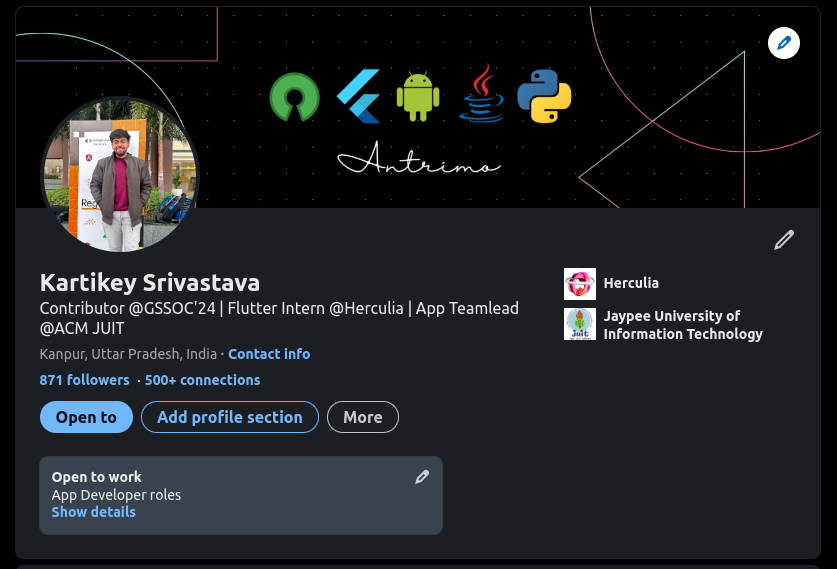 Antrimo
Reg
Kartikey Srivastava
Contributor @GSSOC'24 | Flutter Intern @Herculia | App Teamlead
@ACM JUIT
Kanpur, Uttar Pradesh, India · Contact info
871 followers · 500+ connections
Open to
Add profile section
More
Herculia
juit
Jaypee University of
Information Technology
Open to work
App Developer roles
Show details